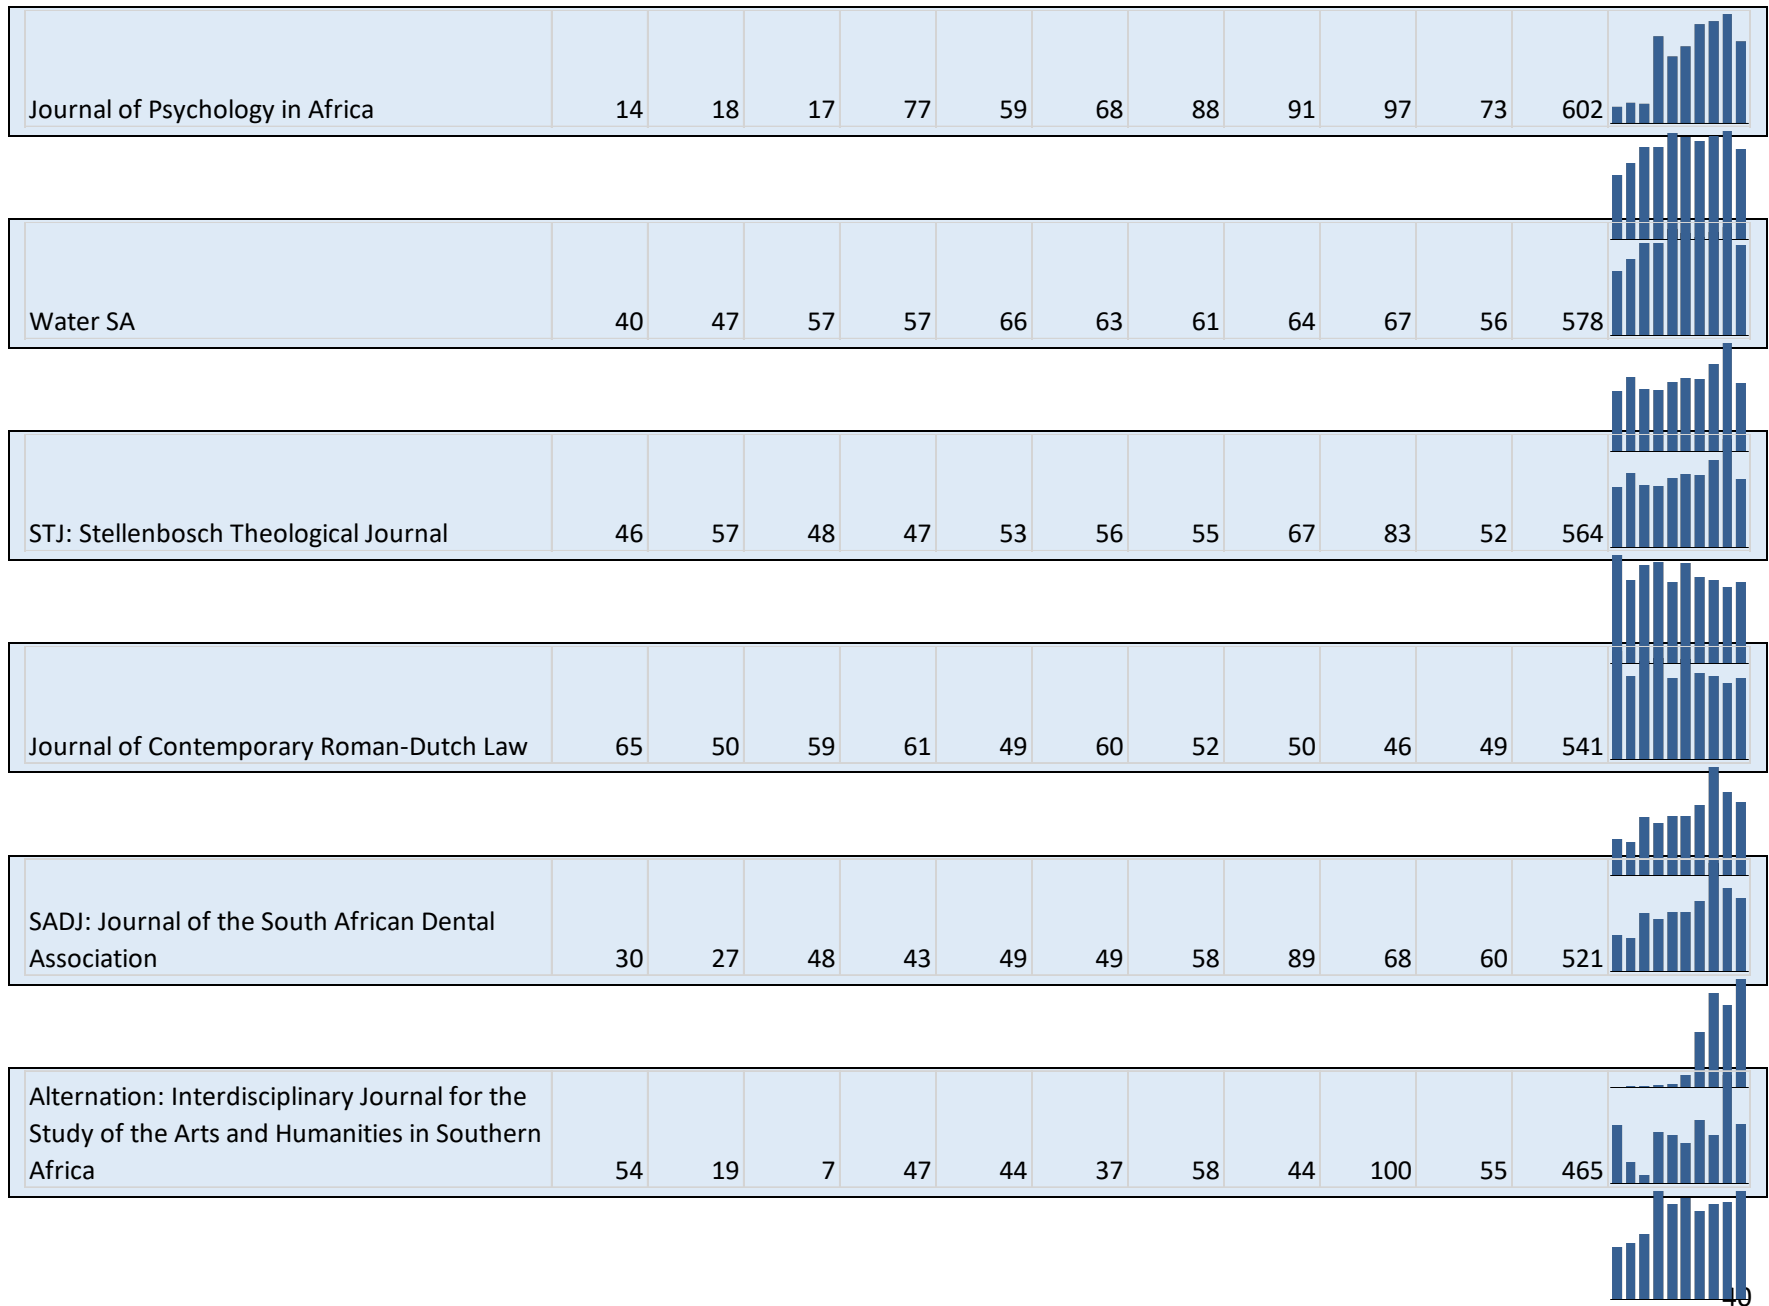 Journal of Psychology in Africa 14 18 17 77 59 68 88 91 97 73 602
Water SA 40 47 57 57 66 63 61 64 67 56 578
STJ: Stellenbosch Theological Journal 46 57 48 47 53 56 55 67 83 52 564
Journal of Contemporary Roman-Dutch Law 65 50 59 61 49 60 52 50 46 49 541
SADJ: Journal of the South African Dental
Association 30 27 48 43 49 49 58 89 68 60 521
Alternation: Interdisciplinary Journal for the
Study of the Arts and Humanities in Southern
Africa 54 19 7 47 44 37 58 44 100 55 465
40